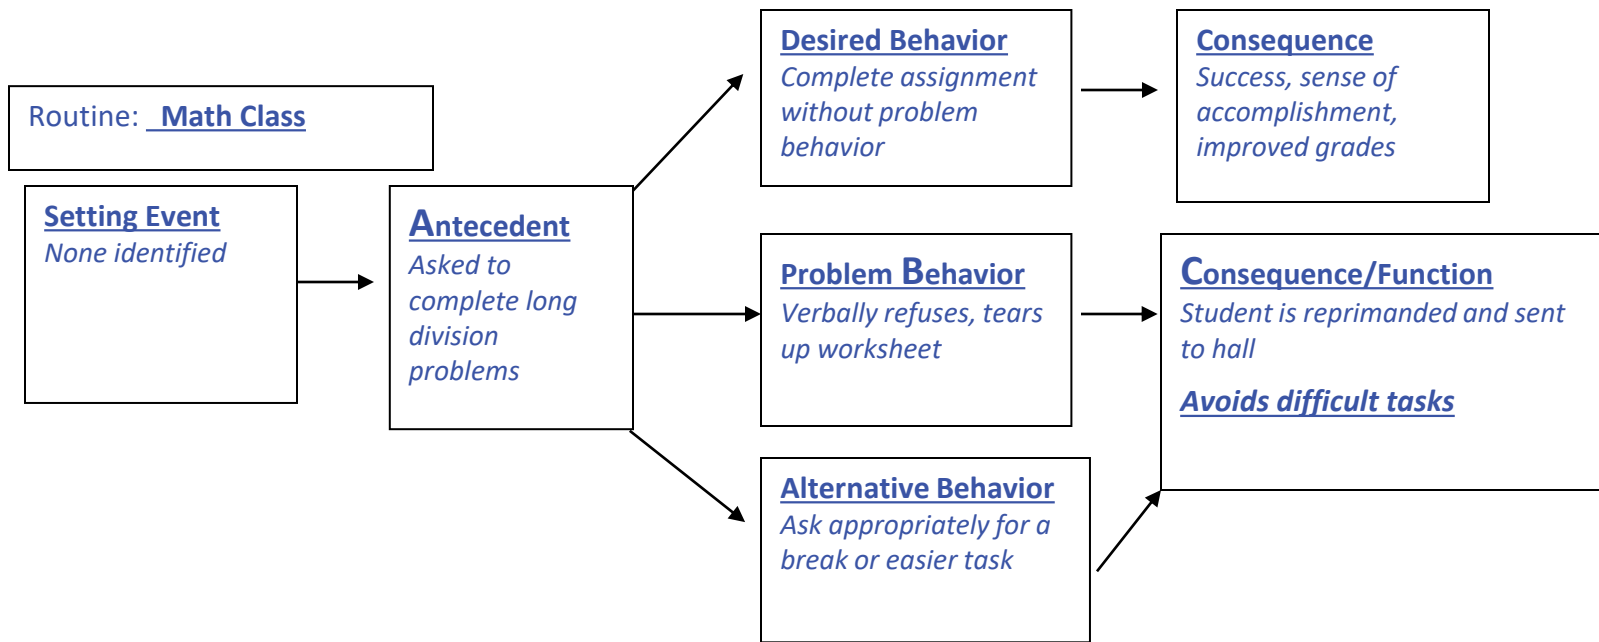 Routine: Math Class
Setting Event
None identified
Antecedent
Asked to
complete long
division
problems
Desired Behavior
Complete assignment
without problem
behavior
Consequence
Success, sense of
accomplishment,
improved grades
Problem Behavior
Verbally refuses, tears
up worksheet
Consequence/Function
Student is reprimanded and sent
to hall
Avoids difficult tasks
Alternative Behavior
Ask appropriately for a
break or easier task